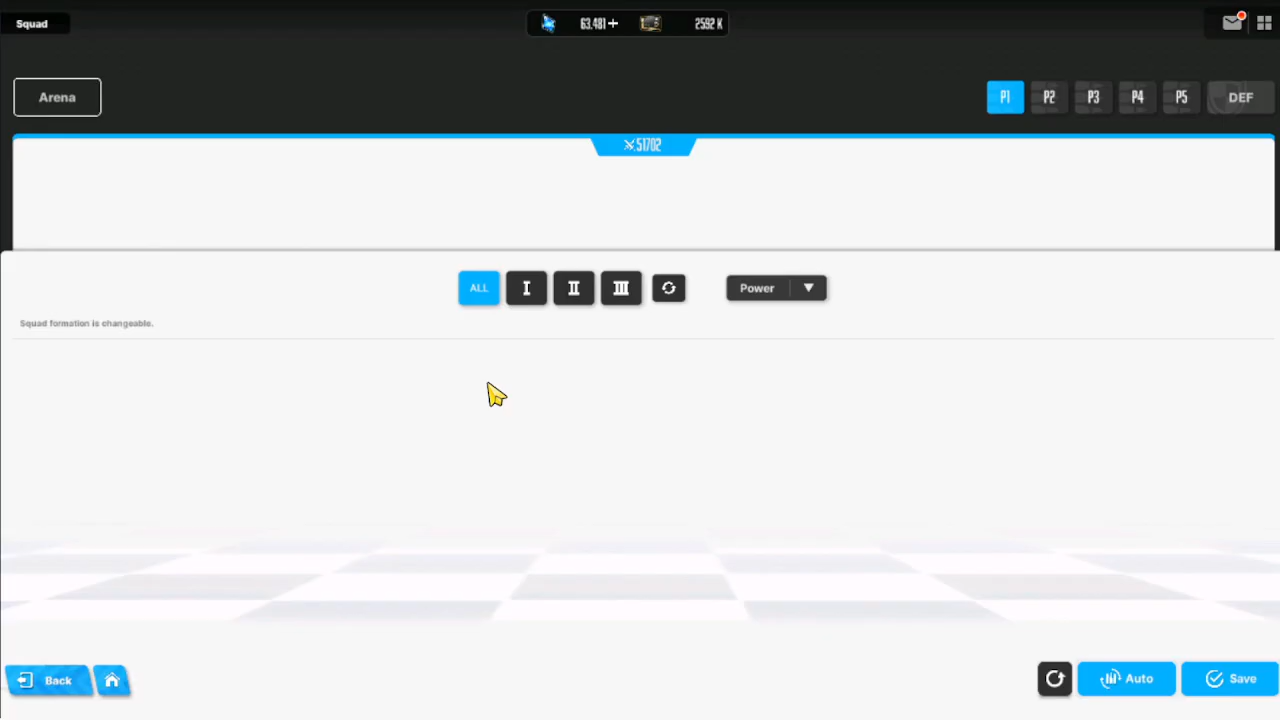 Squad
63,481 +
2592 K
Arena
P1 P2 P3 P4 P5 DEF
51702
ALL I II III Power ▼
Squad formation is changeable.
Back
Auto Save